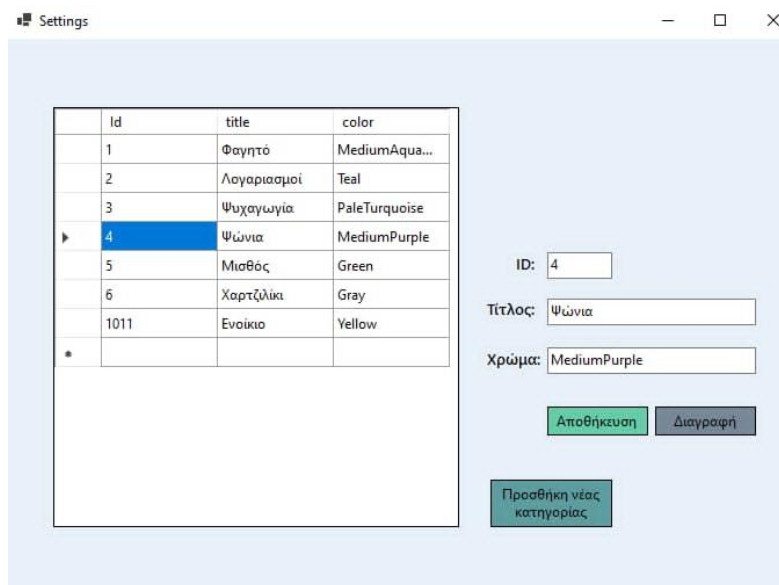 Settings
Id title color
1 Φαγητό MediumAqua...
2 Λογαριασμοί Teal
3 Ψυχαγωγία PaleTurquoise
4 Ψώνια MediumPurple
5 Μισθός Green
6 Χαρτζιλίκι Gray
1011 Ενοίκιο Yellow
ID: 4
Τίτλος: Ψώνια
Χρώμα: MediumPurple
Αποθήκευση Διαγραφή
Προσθήκη νέας
κατηγορίας